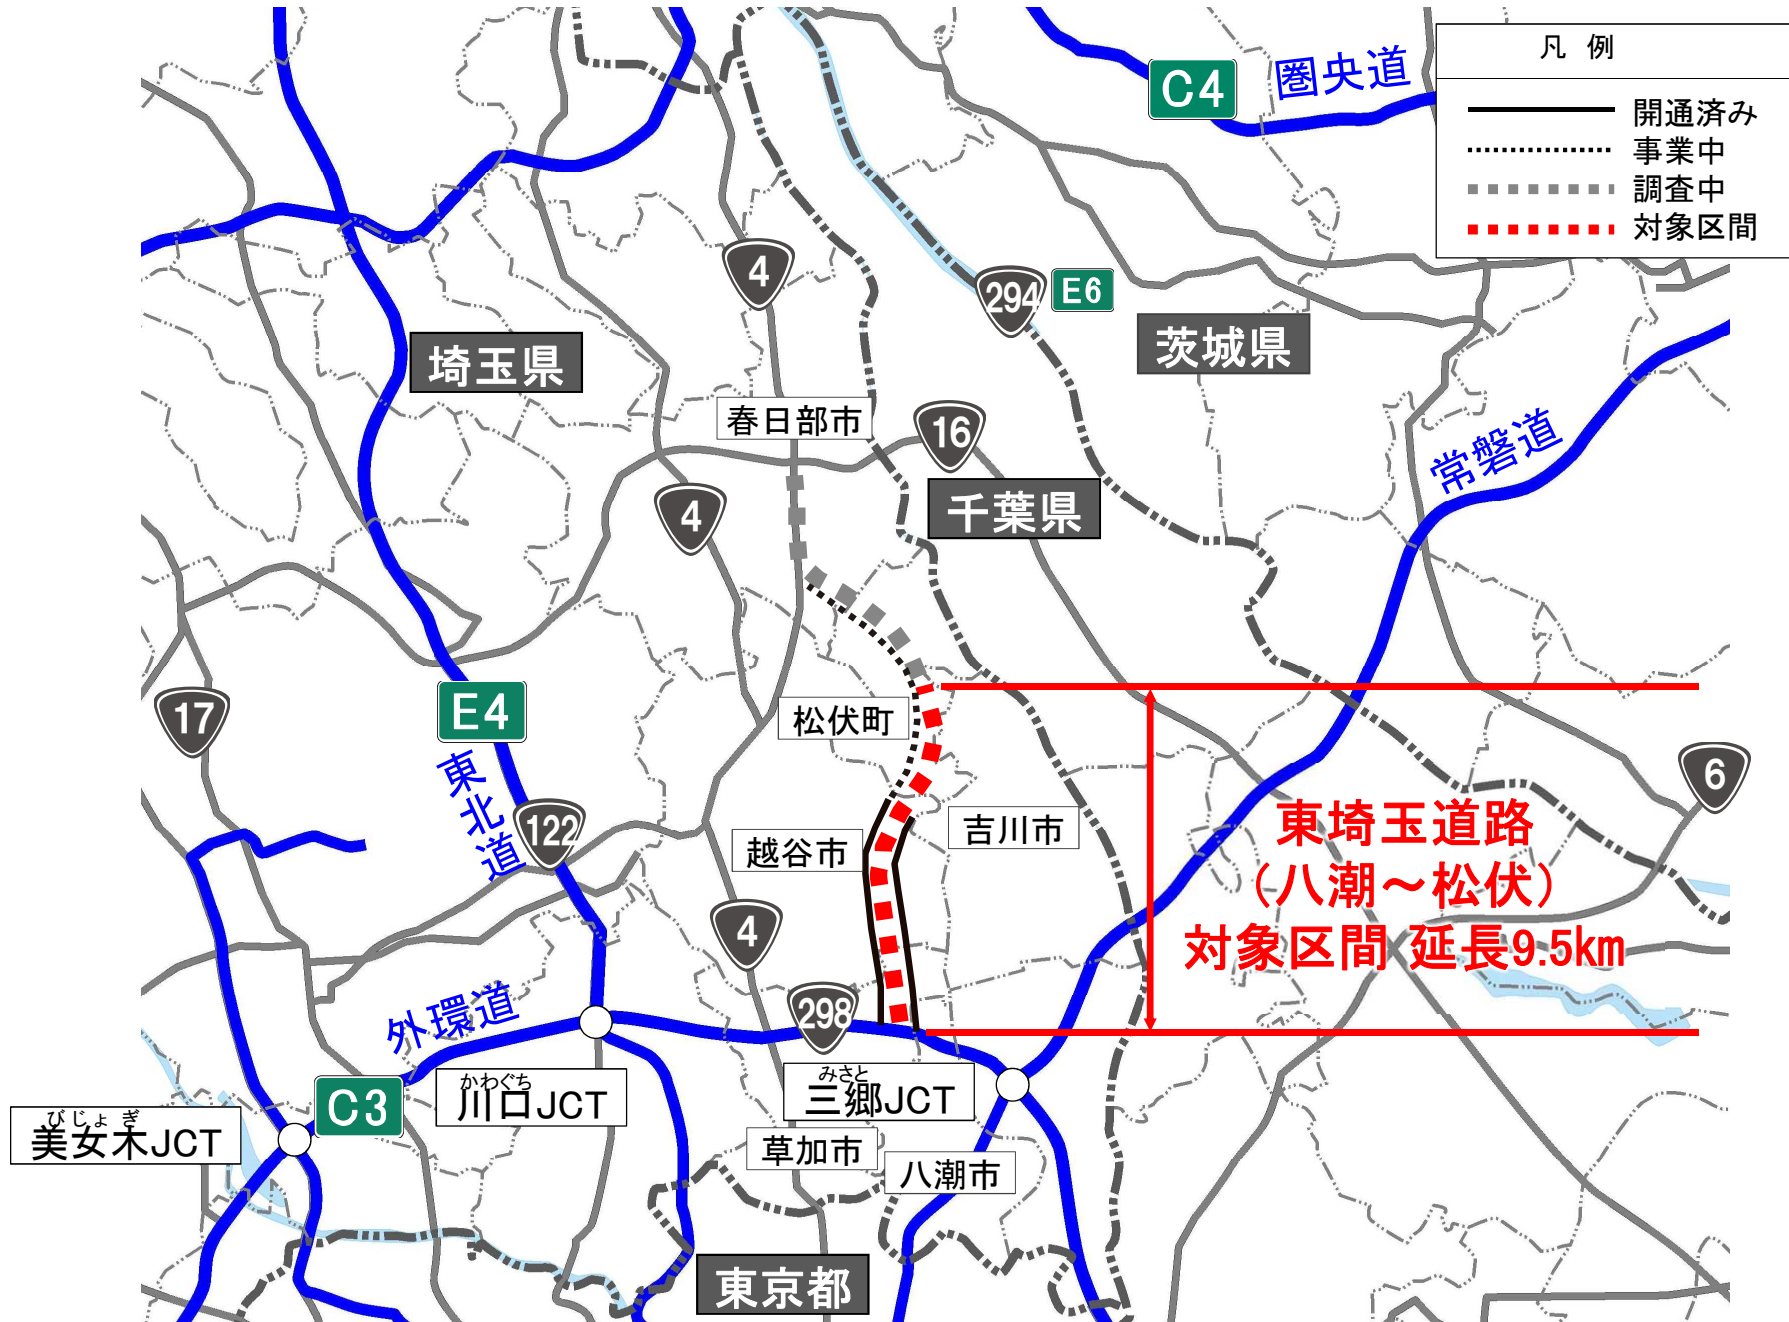 凡 例
開通済み
事業中
調査中
対象区間
C4
圏央道
4
294
E6
埼玉県
茨城県
春日部市
16
常磐道
4
千葉県
17
E4
松伏町
東北道
122
6
越谷市
吉川市
東埼玉道路
（八潮～松伏）
対象区間 延長9.5km
4
298
外環道
C3
かわぐち
川口JCT
みさと
三郷JCT
びじょ ぎ
美女木JCT
草加市
八潮市
東京都